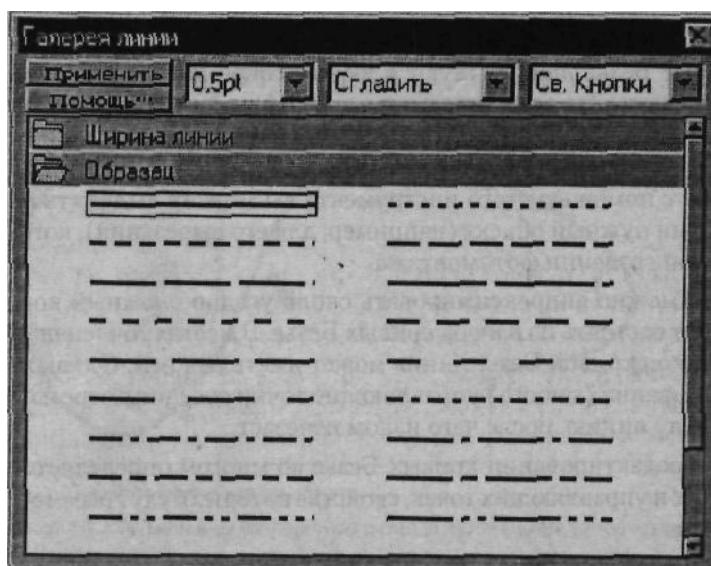 Галерея линии
Применить
Помощь...
0,5pt
Сгладить
Св. Кнопки
Ширина линии
Образец